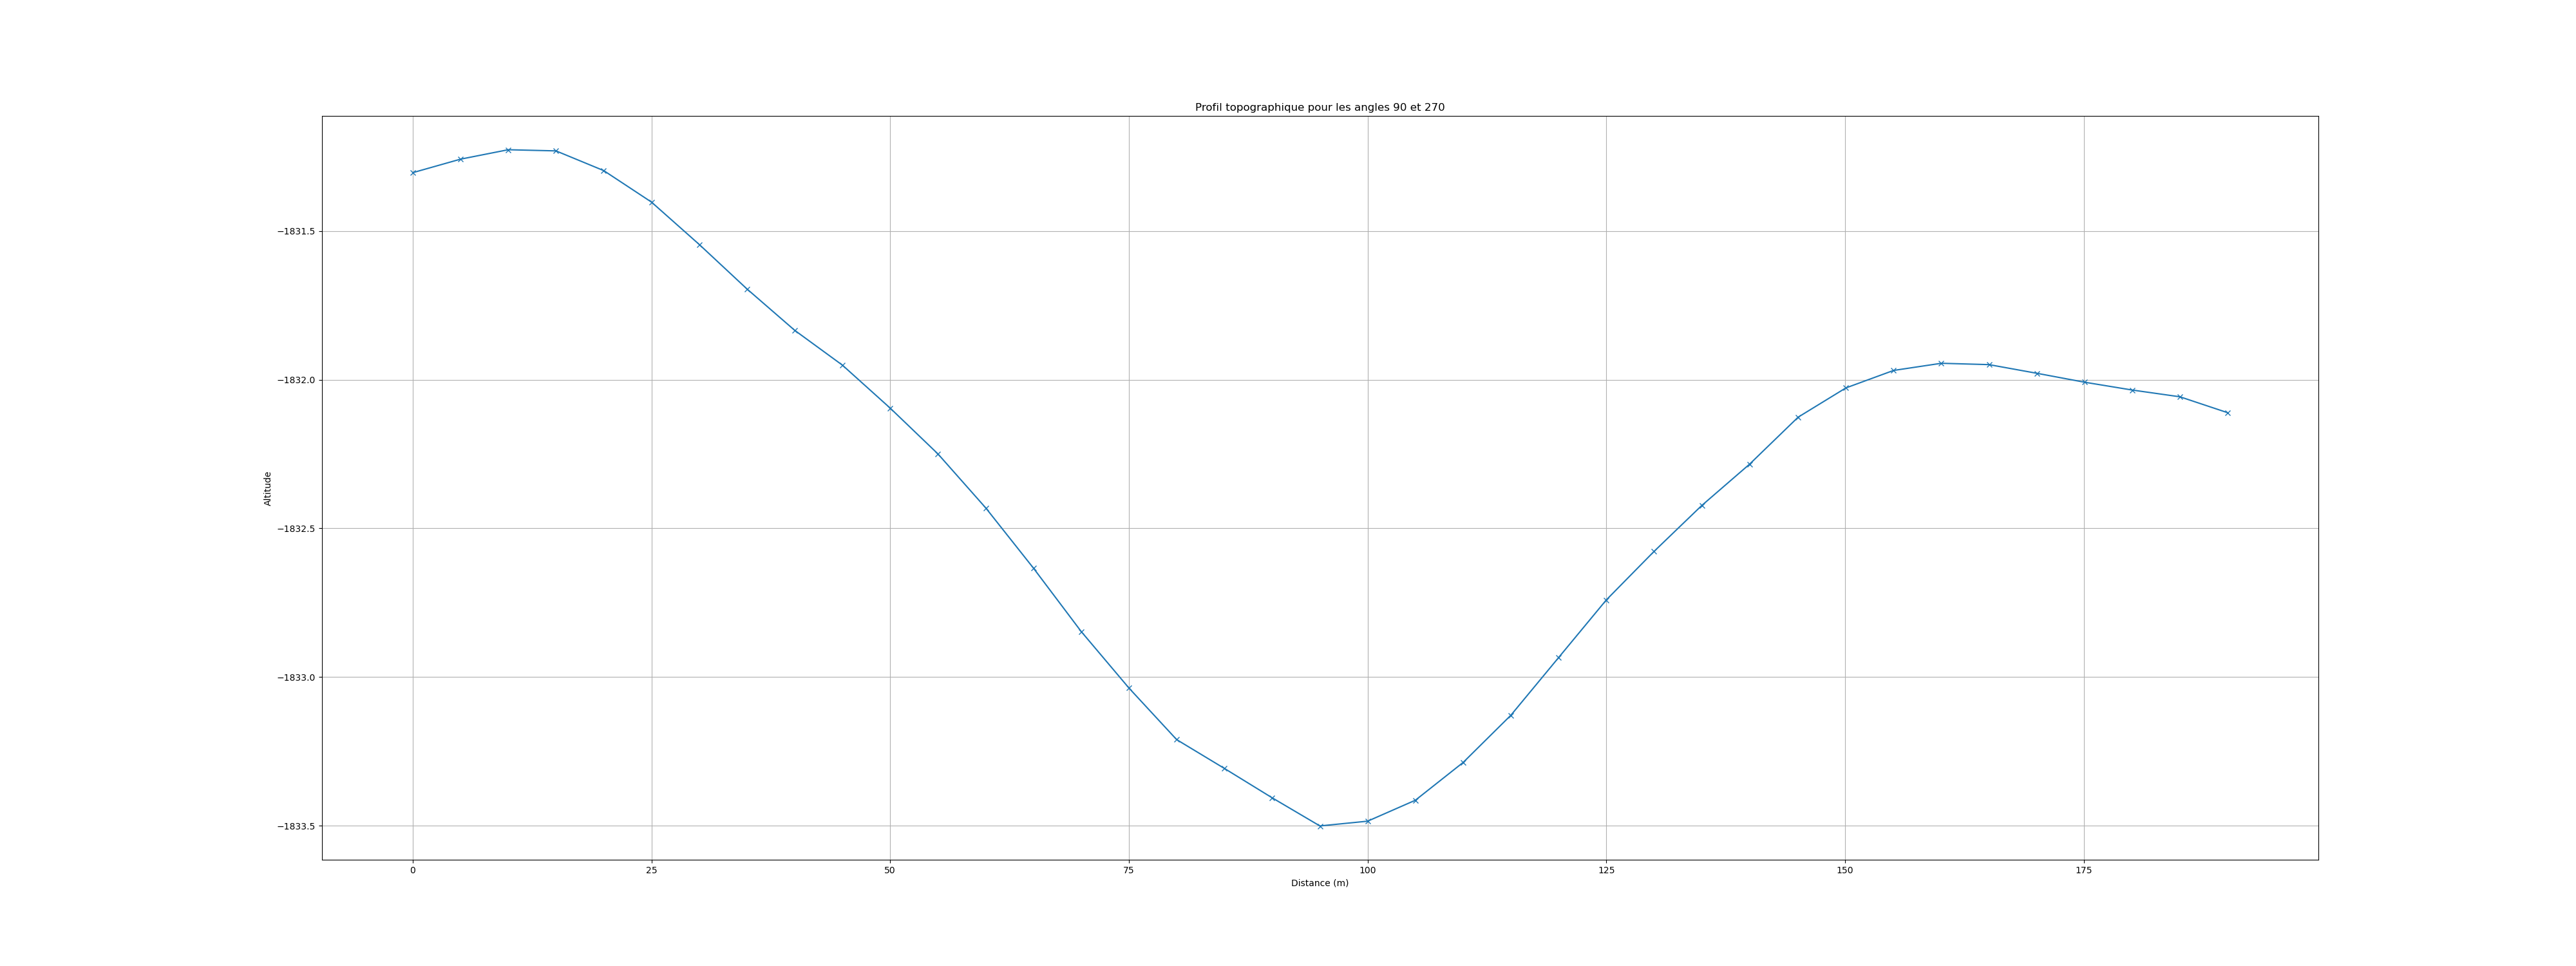 Profil topographique pour les angles 90 et 270
−1831.5
−1832.0
−1832.5
−1833.0
−1833.5
Altitude
0 25 50 75 100 125 150 175
Distance (m)